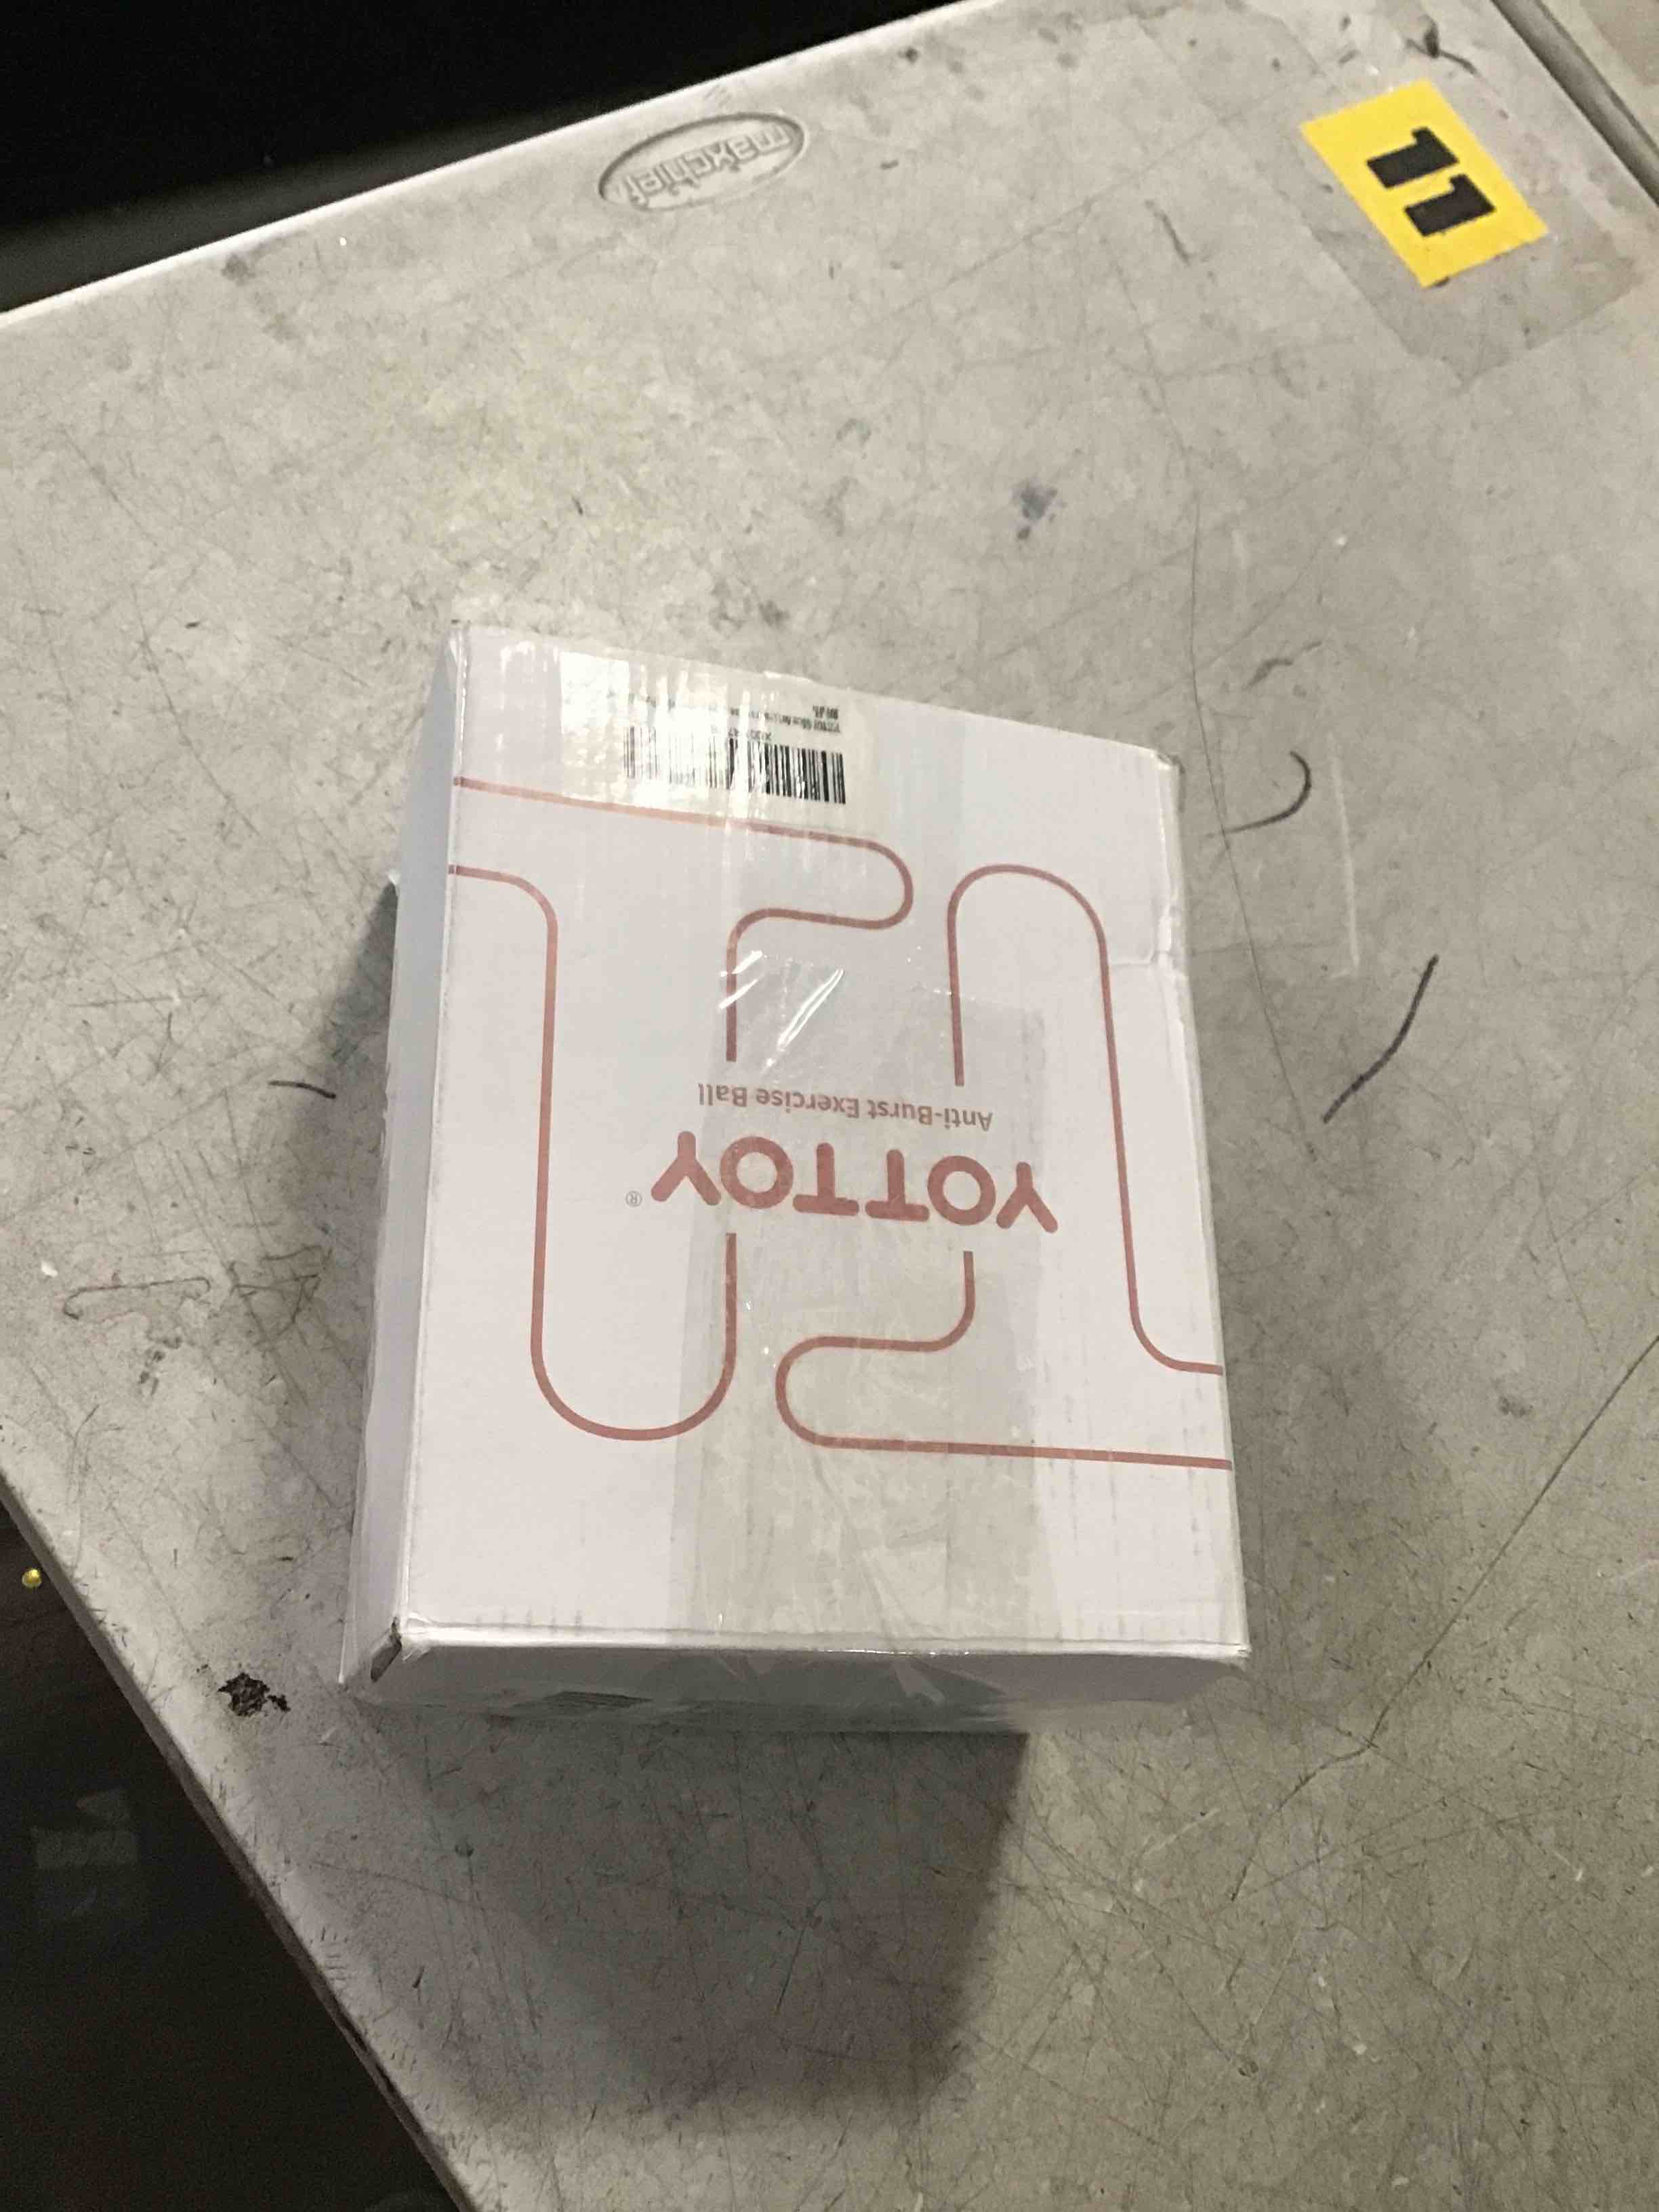 maxchief
11
YOTTOY®
Anti-Burst Exercise Ball